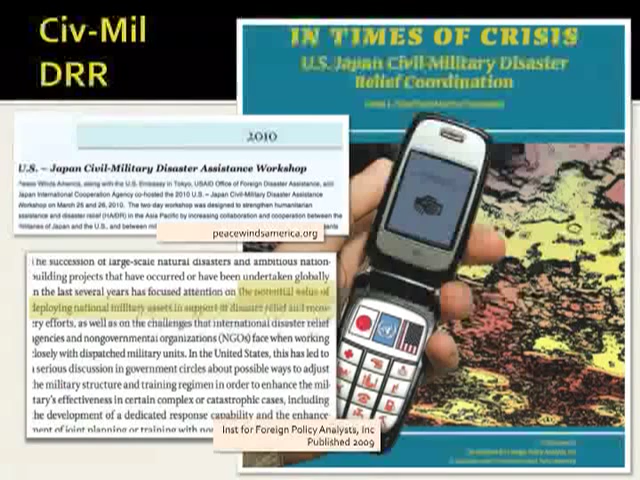 Civ-Mil
DRR
IN TIMES OF CRISIS
U.S. Japan Civil-Military Disaster
Relief Coordination
2010
U.S. – Japan Civil-Military Disaster Assistance Workshop
Peace Winds America, along with the U.S. Embassy in Tokyo, USAID Office of Foreign Disaster Assistance, and
Japan International Cooperation Agency co-hosted the 2010 U.S. - Japan Civil-Military Disaster Assistance
Workshop on March 25 and 26, 2010. The two-day workshop was designed to strengthen humanitarian
assistance and disaster relief (HA/DR) in the Asia Pacific by increasing collaboration and cooperation between the
militaries of Japan and the U.S., and between
peacewindsamerica.org
The succession of large-scale natural disasters and ambitious nation-
building projects that have occurred or have been undertaken globally
in the last several years has focused attention on the potential value of
deploying national military assets in support of disaster relief and recov-
ery efforts, as well as on the challenges that international disaster relief
agencies and nongovernmental organizations (NGOs) face when working
closely with dispatched military units. In the United States, this has led to
a serious discussion in government circles about possible ways to adjust
the military structure and training regimen in order to enhance the mil-
itary's effectiveness in certain complex or catastrophic cases, including
the development of a dedicated response capability and the enhance
ment of joint planning or training with
Inst for Foreign Policy Analysts, Inc
Published 2009